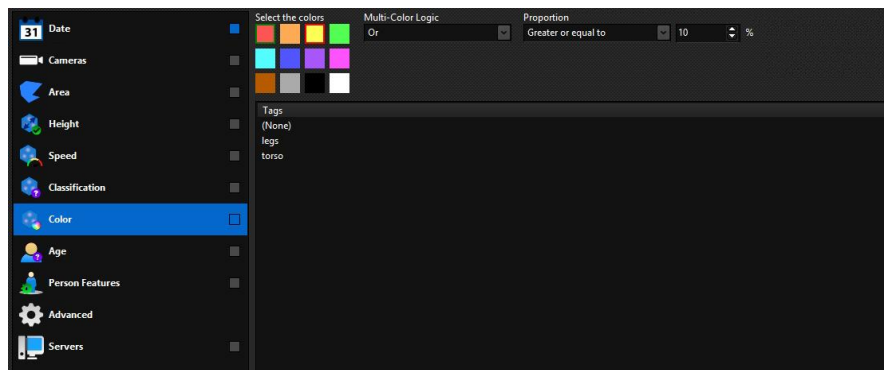 31 Date
Cameras
Area
Height
Speed
Classification
Color
Age
Person Features
Advanced
Servers
Select the colors
Multi-Color Logic
Proportion
Or
Greater or equal to
10
%
Tags
(None)
legs
torso